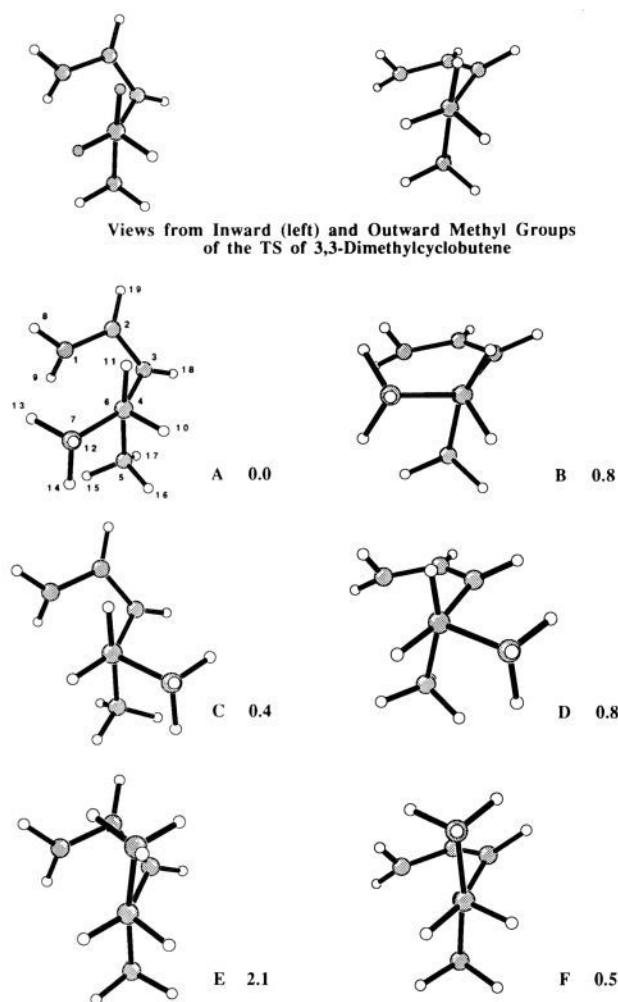 Views from Inward (left) and Outward Methyl Groups
of the TS of 3,3-Dimethylcyclobutene
19
8
2
1
3
9
11
18
13
7
6
4
12
10
17
14
15
5
16
A 0.0
B 0.8
C 0.4
D 0.8
E 2.1
F 0.5